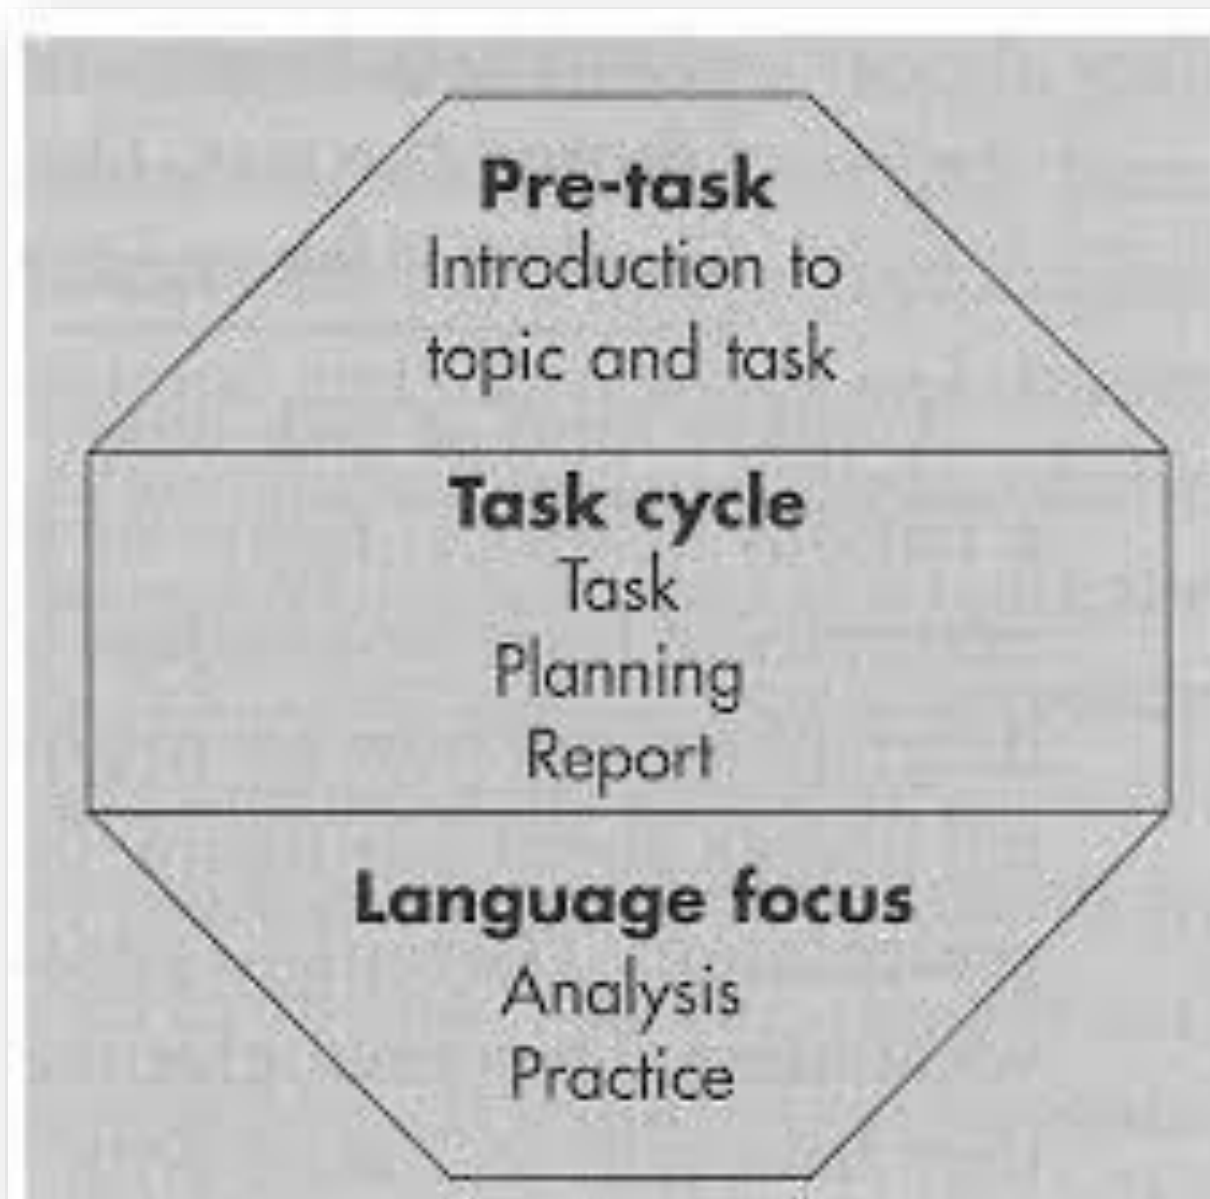 Pre-task
Introduction to
topic and task
Task cycle
Task
Planning
Report
Language focus
Analysis
Practice